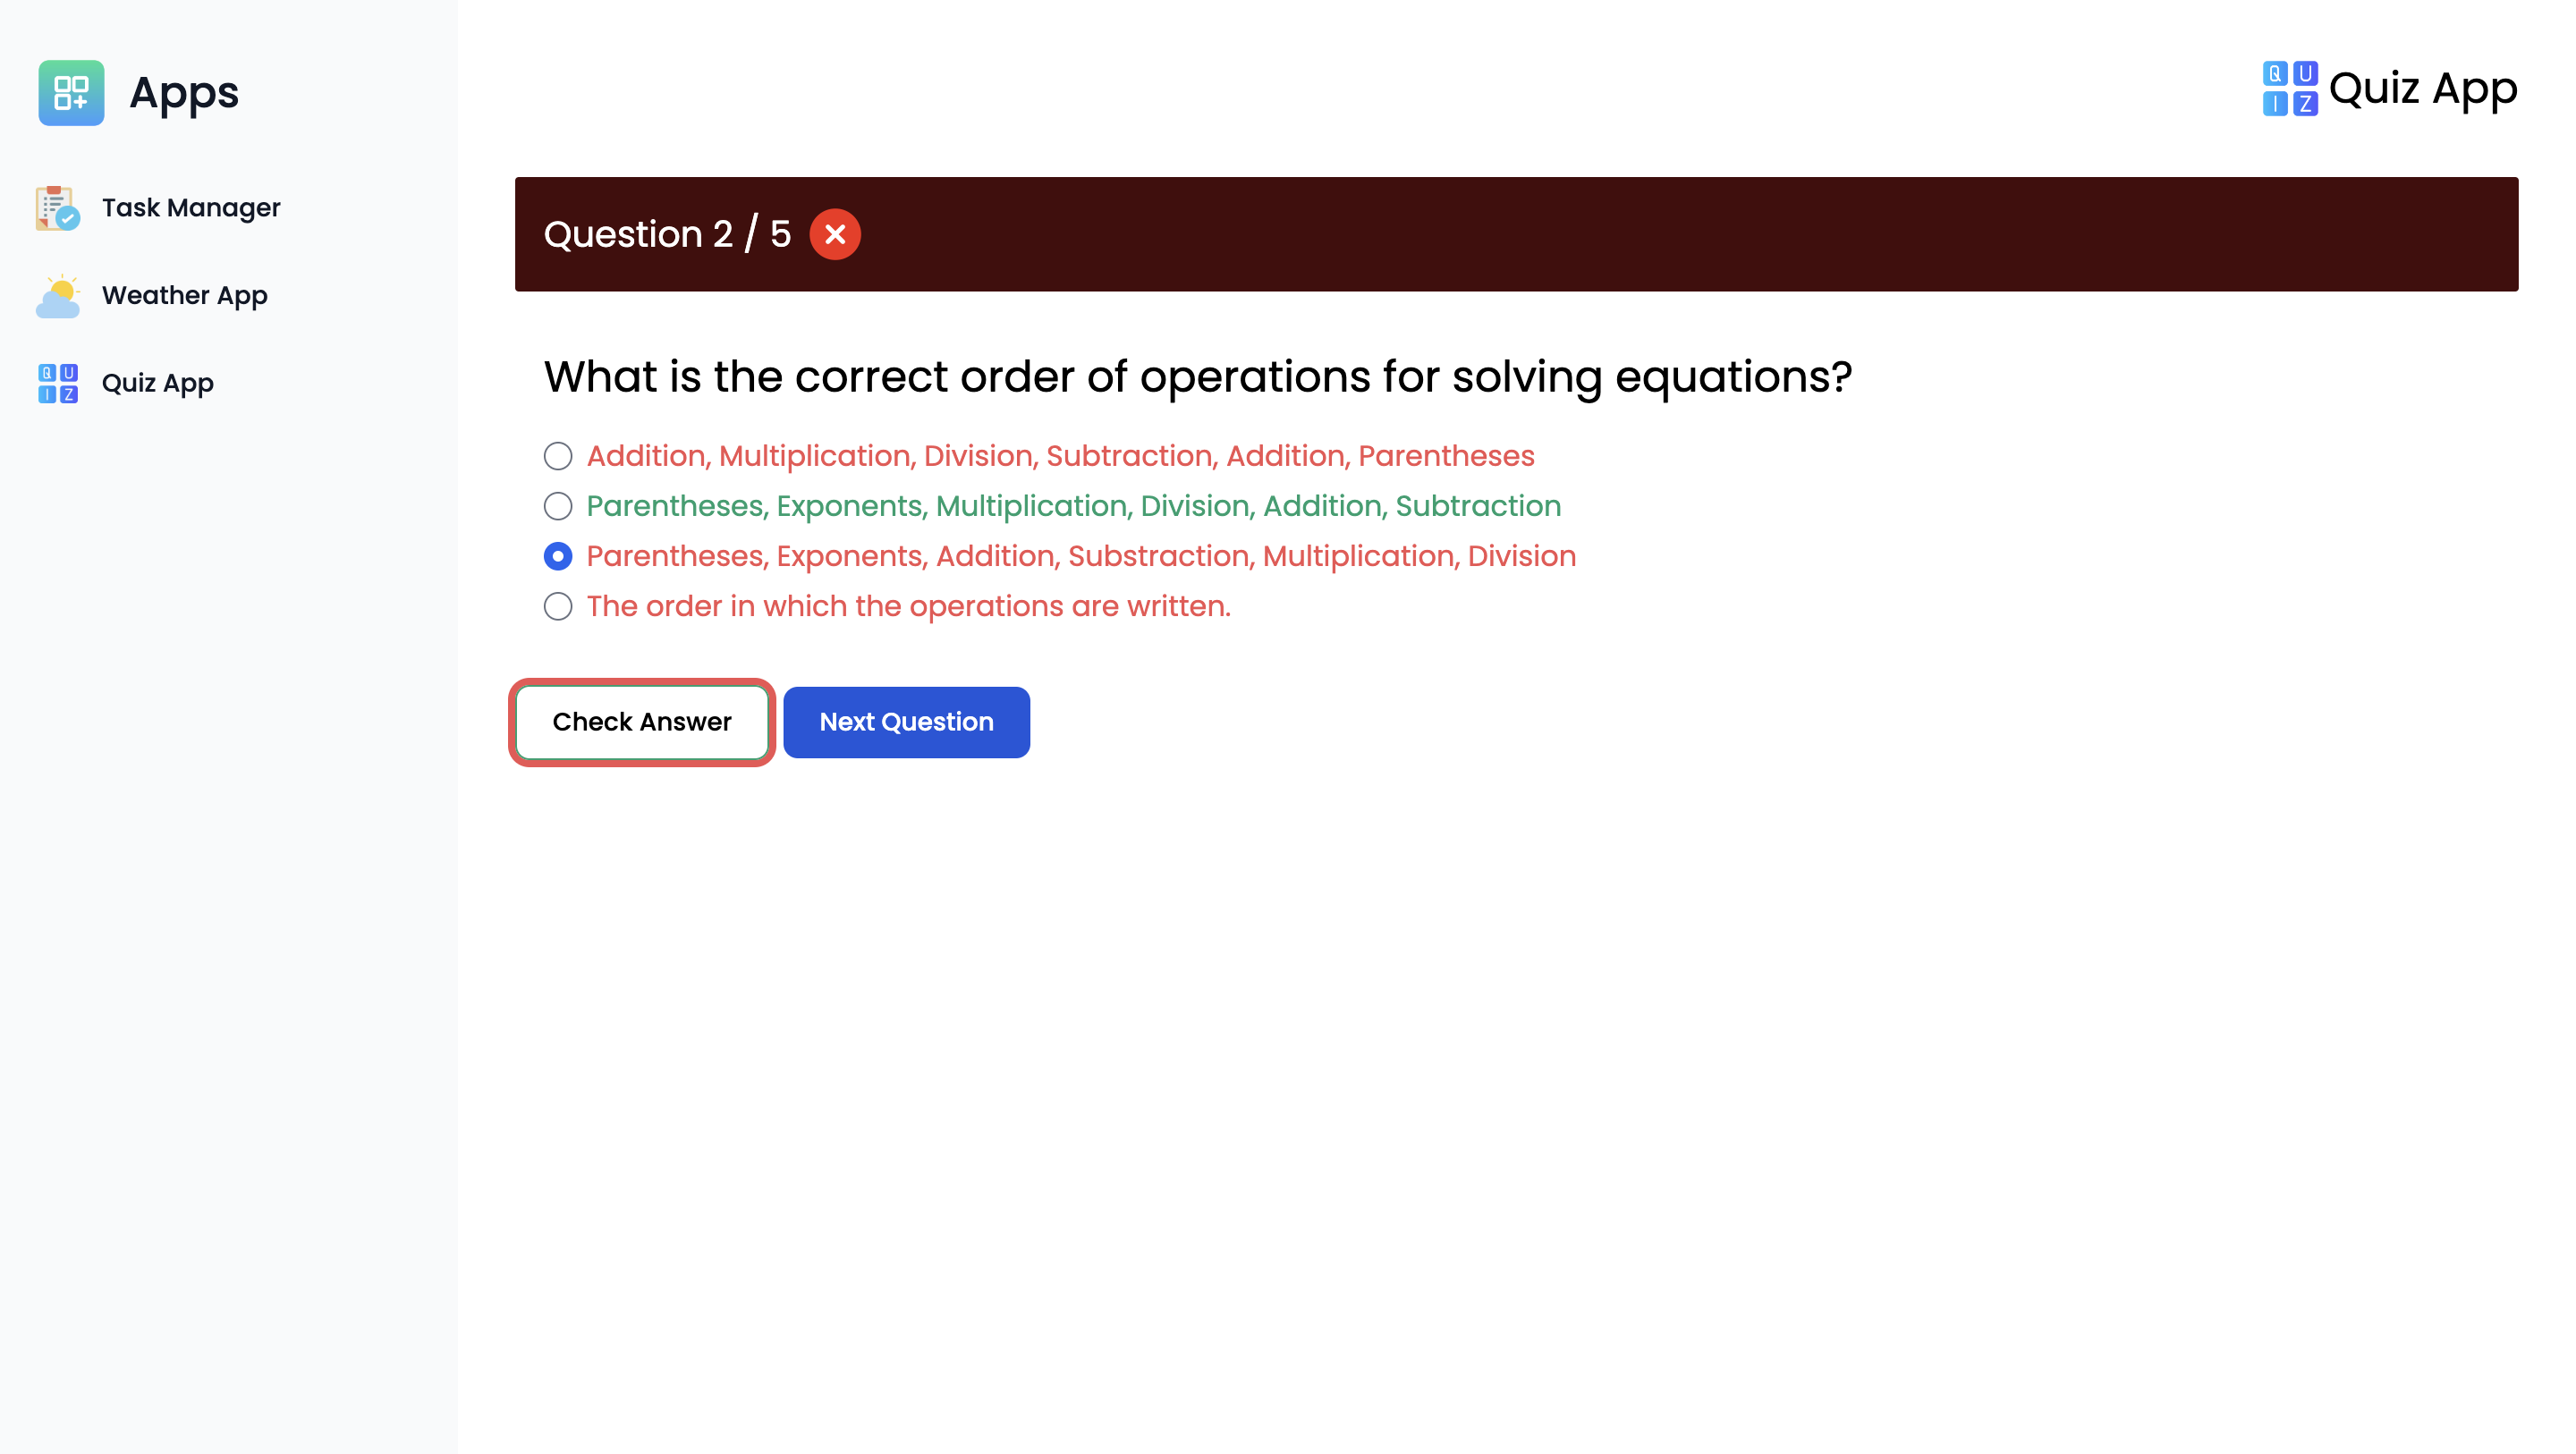 Apps
Task Manager
Weather App
QUIZ Quiz App
QUIZ Quiz App
Question 2 / 5
What is the correct order of operations for solving equations?
Addition, Multiplication, Division, Subtraction, Addition, Parentheses
Parentheses, Exponents, Multiplication, Division, Addition, Subtraction
Parentheses, Exponents, Addition, Substraction, Multiplication, Division
The order in which the operations are written.
Check Answer
Next Question